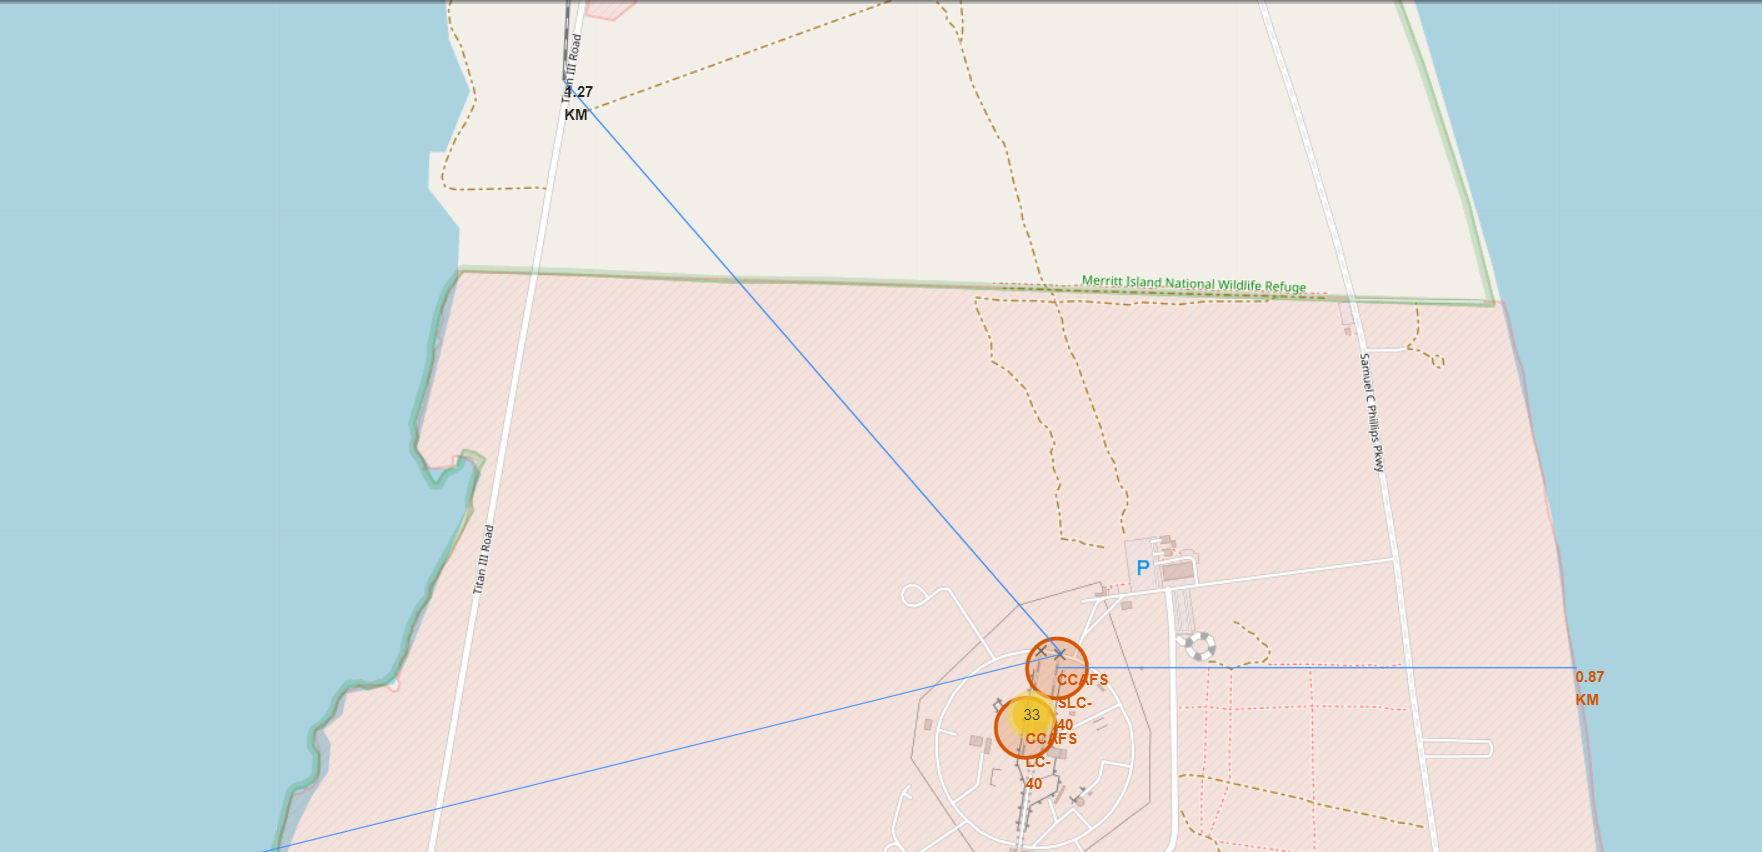 Titan III Road
1.27
KM
Merritt Island National Wildlife Refuge
Samuel C Phillips Pkwy
Titan III Road
P
CCAFS
SLC-
40
0.87
KM
33
CCAFS
LC-
40